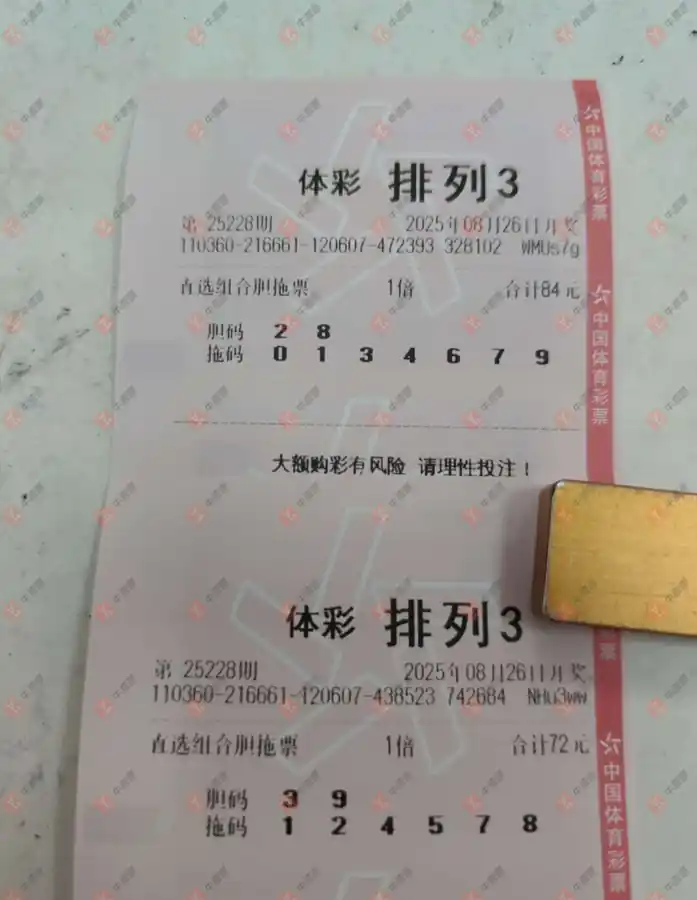 体彩 排列3
第 25228期 2025年08月26日开奖
110360-216661-120607-472393 328102 WMUs7g
直选组合胆拖票 1倍 合计84元
胆码 2 8
拖码 0 1 3 4 6 7 9
大额购彩有风险 请理性投注！
体彩 排列3
第 25228期 2025年08月26日开奖
110360-216661-120607-438523 742684 NHu3ww
直选组合胆拖票 1倍 合计72元
胆码 3 9
拖码 1 2 4 5 7 8
中国体育彩票
中国体育彩票
票
中国体育彩票